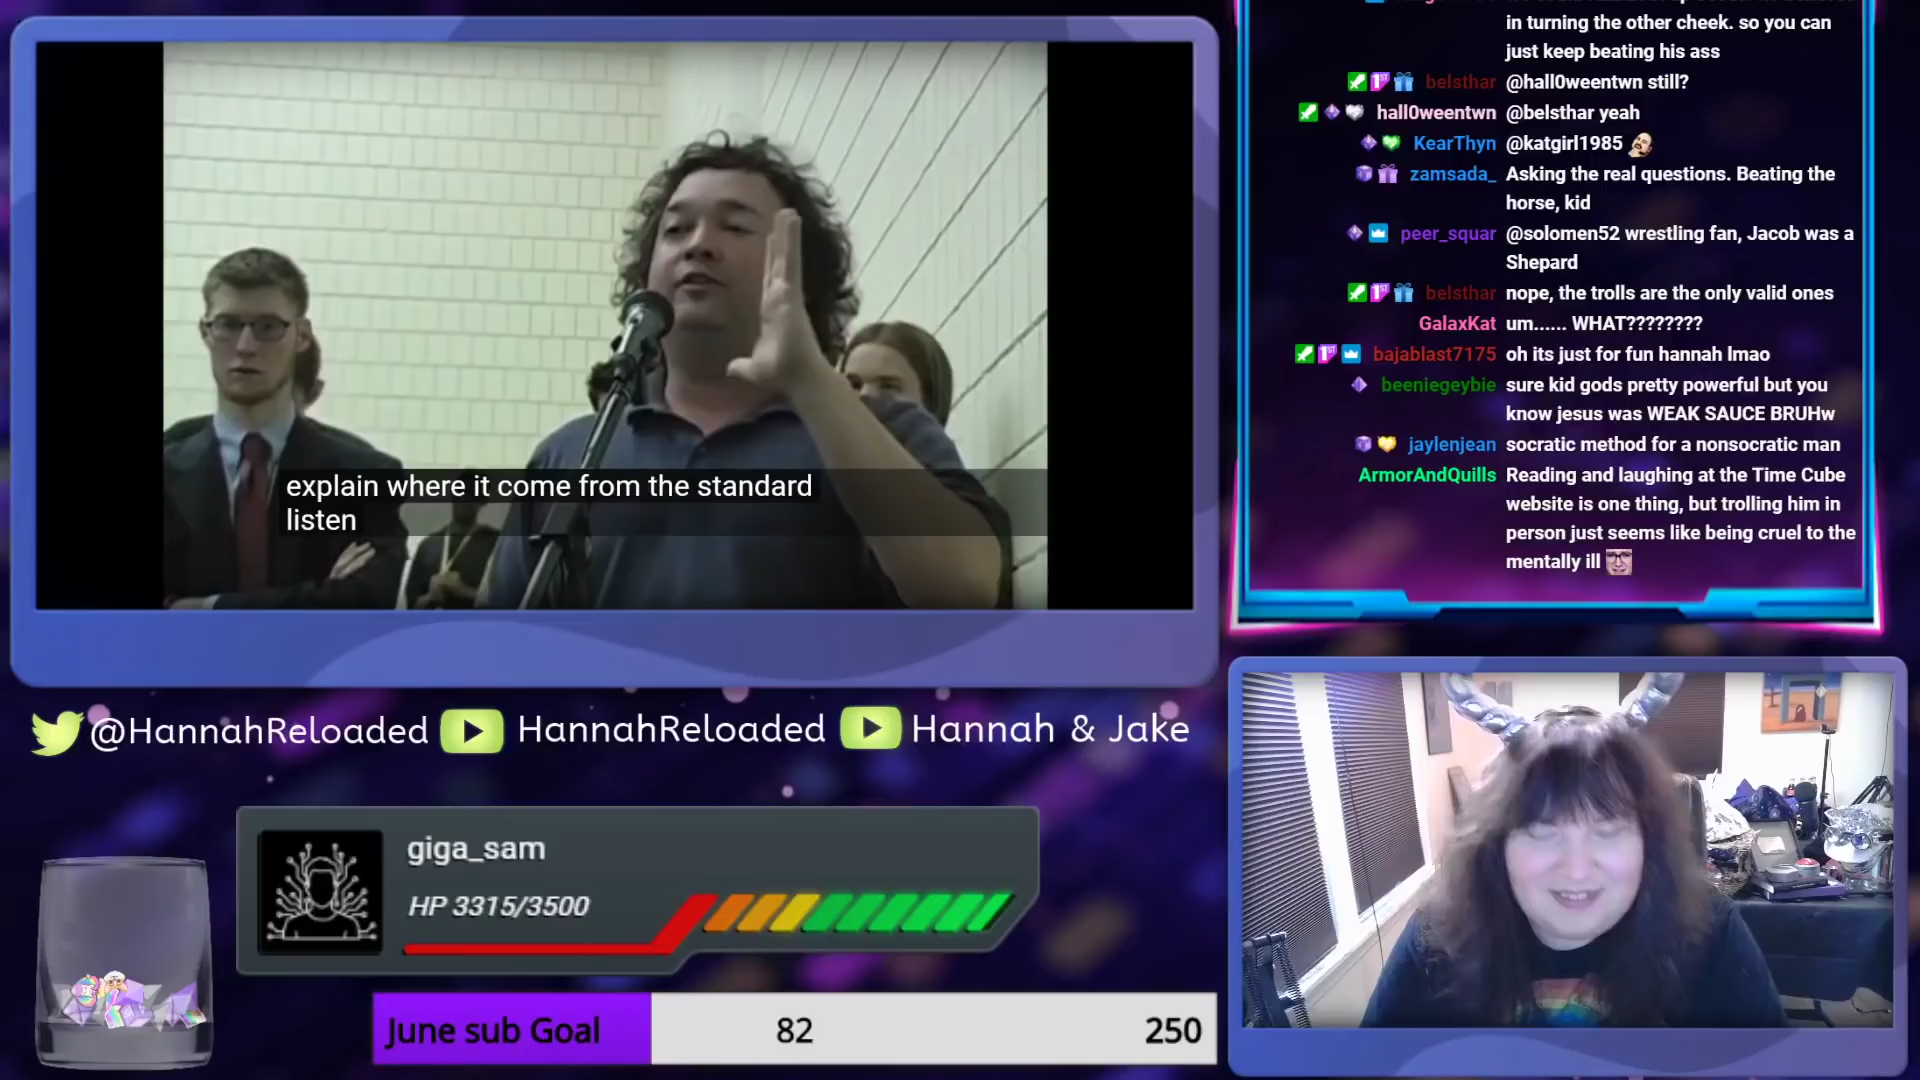 explain where it come from the standard
listen
in turning the other cheek. so you can
just keep beating his ass
belsthar @hall0weentwn still?
hall0weentwn @belsthar yeah
KearThyn @katgirl1985
zamsada_ Asking the real questions. Beating the
horse, kid
peer_squar @solomen52 wrestling fan, Jacob was a
Shepard
belsthar nope, the trolls are the only valid ones
GalaxKat um...... WHAT????????
bajablast7175 oh its just for fun hannah lmao
beeniegeybie sure kid gods pretty powerful but you
know jesus was WEAK SAUCE BRUHw
jaylenjean socratic method for a nonsocratic man
ArmorAndQuills Reading and laughing at the Time Cube
website is one thing, but trolling him in
person just seems like being cruel to the
mentally ill
@HannahReloaded HannahReloaded Hannah & Jake
giga_sam
HP 3315/3500
June sub Goal 82 250